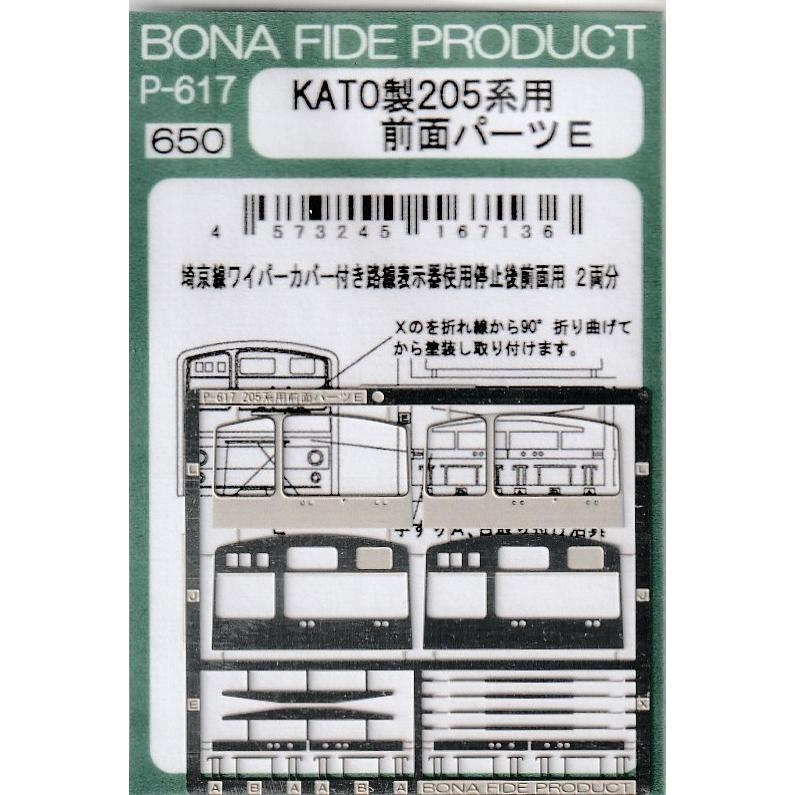 BONA FIDE PRODUCT
P-617
650
KATO製205系用
前面パーツE
4 573245 167136
埼京線ワイパーカバー付き路線表示器使用停止後前面用 2両分
Xのを折れ線から90°折り曲げて
から塗装し取り付けます。
P-617 205系用前面パーツE
E
L
L
J
J
E
X
A B A A B A
BONA FIDE PRODUCT